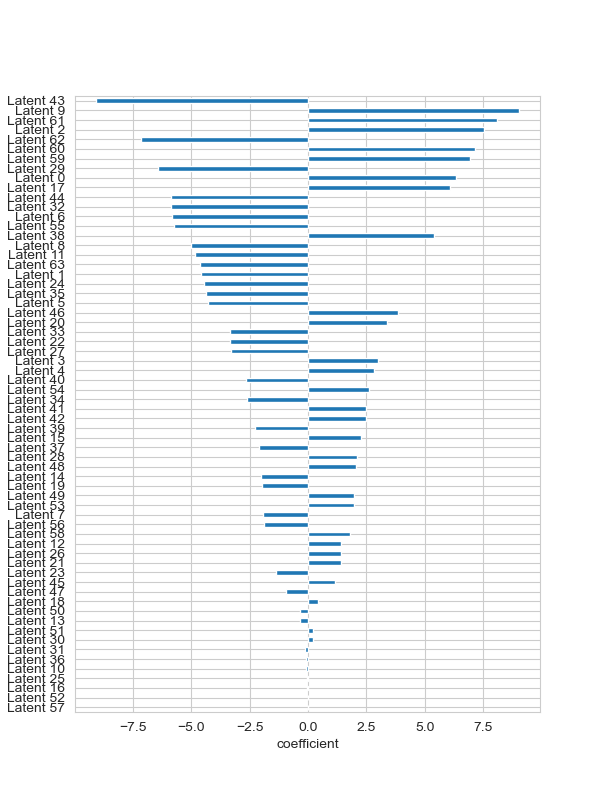 Latent 43
Latent 9
Latent 61
Latent 2
Latent 62
Latent 60
Latent 59
Latent 29
Latent 0
Latent 17
Latent 44
Latent 32
Latent 6
Latent 55
Latent 38
Latent 8
Latent 11
Latent 63
Latent 1
Latent 24
Latent 35
Latent 5
Latent 46
Latent 20
Latent 33
Latent 22
Latent 27
Latent 3
Latent 4
Latent 40
Latent 54
Latent 34
Latent 41
Latent 42
Latent 39
Latent 15
Latent 37
Latent 28
Latent 48
Latent 14
Latent 19
Latent 49
Latent 53
Latent 7
Latent 56
Latent 58
Latent 12
Latent 26
Latent 21
Latent 23
Latent 45
Latent 47
Latent 18
Latent 50
Latent 13
Latent 51
Latent 30
Latent 31
Latent 36
Latent 10
Latent 25
Latent 16
Latent 52
Latent 57
−7.5 −5.0 −2.5 0.0 2.5 5.0 7.5
coefficient